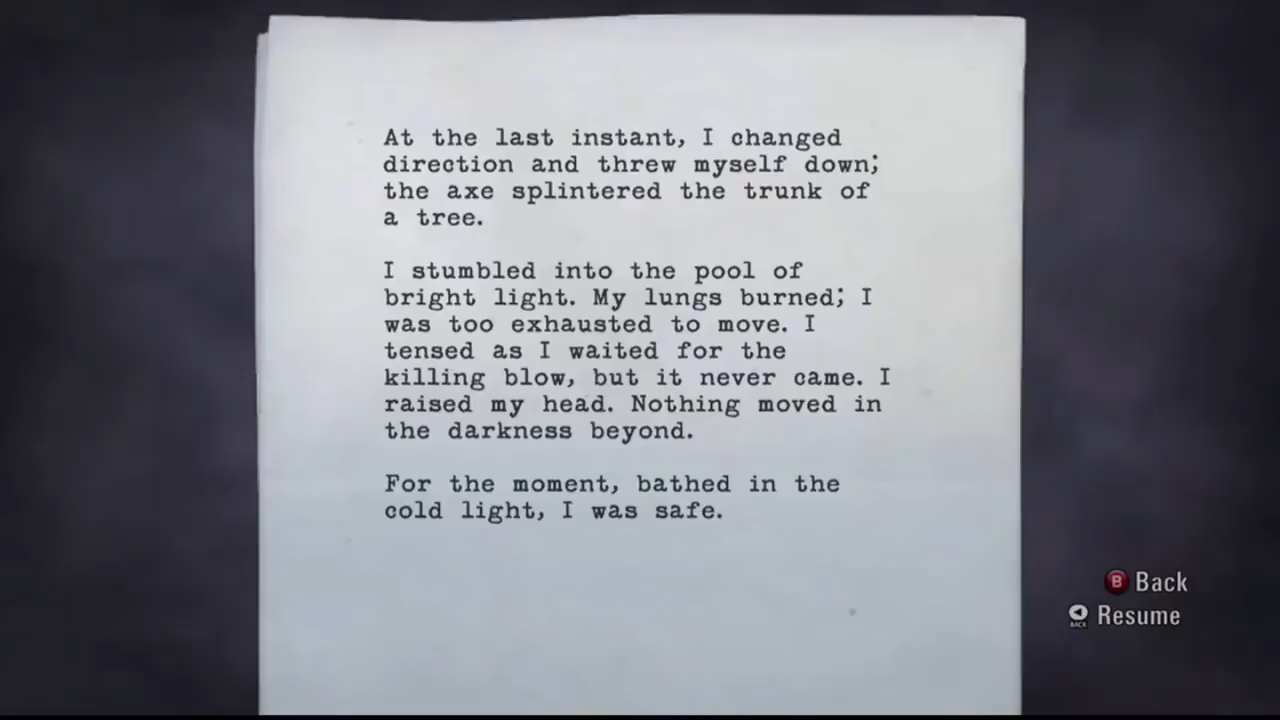 At the last instant, I changed
direction and threw myself down;
the axe splintered the trunk of
a tree.
I stumbled into the pool of
bright light. My lungs burned; I
was too exhausted to move. I
tensed as I waited for the
killing blow, but it never came. I
raised my head. Nothing moved in
the darkness beyond.
For the moment, bathed in the
cold light, I was safe.
B Back
BACK Resume